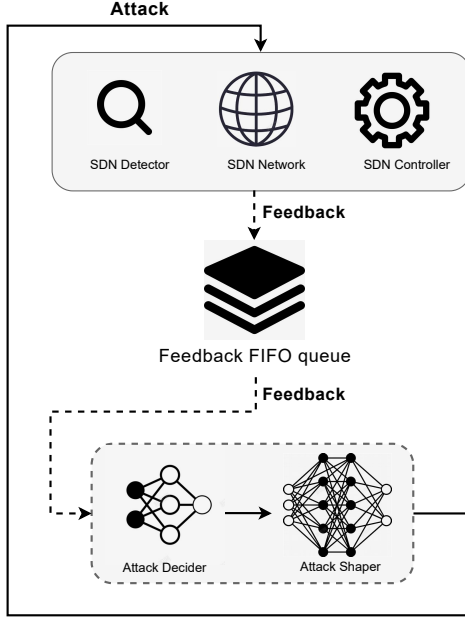 Attack
SDN Detector
SDN Network
SDN Controller
Feedback
Feedback FIFO queue
Feedback
Attack Decider
Attack Shaper